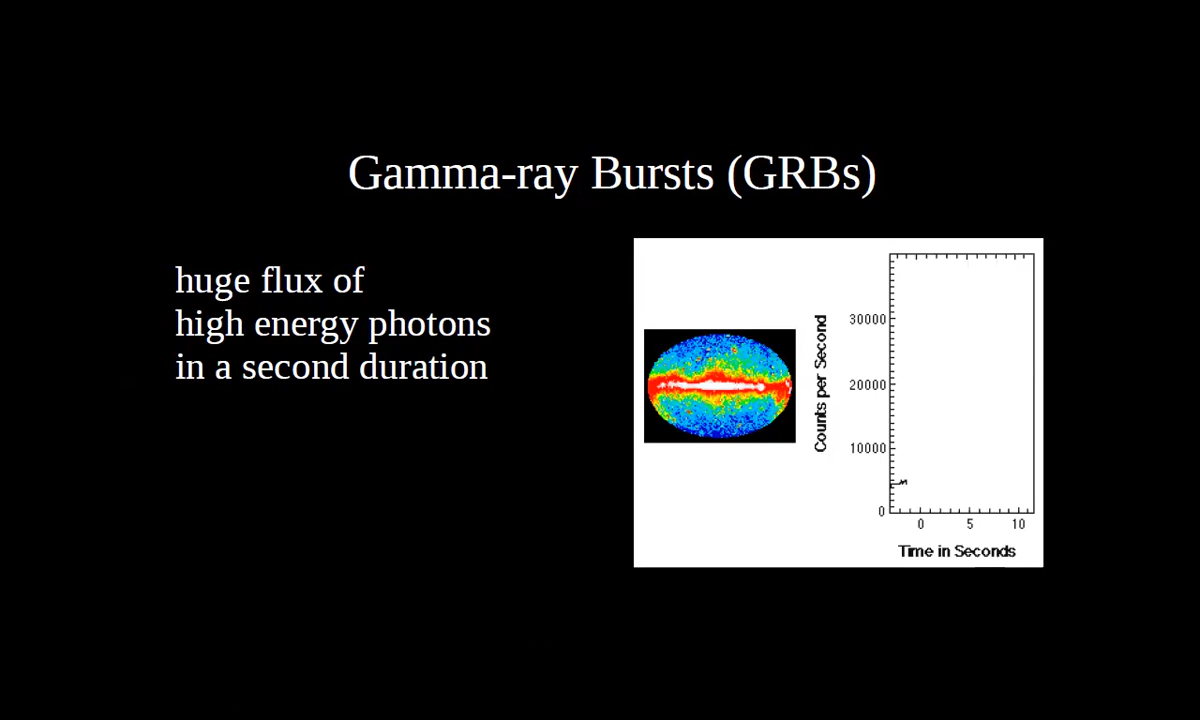 Gamma-ray Bursts (GRBs)
huge flux of
high energy photons
in a second duration
Counts per Second
30000
20000
10000
0
0 5 10
Time in Seconds